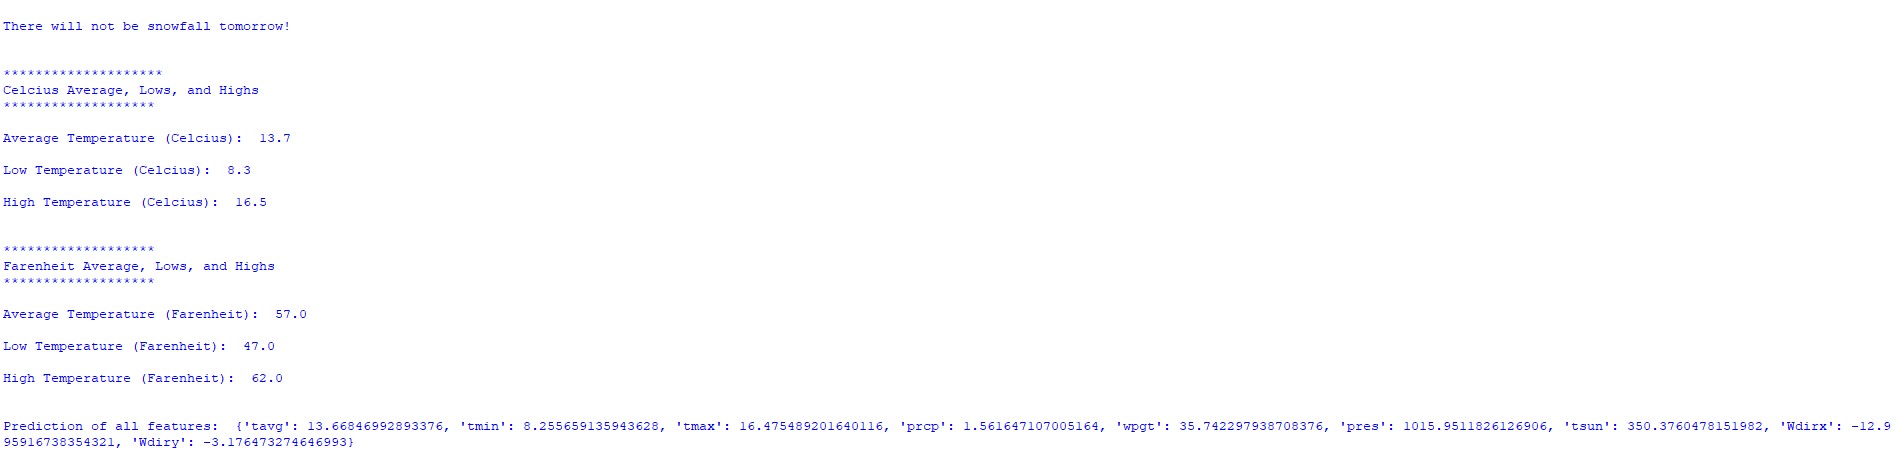 There will not be snowfall tomorrow!
*********************
Celcius Average, Lows, and Highs
********************
Average Temperature (Celcius):  13.7
Low Temperature (Celcius):  8.3
High Temperature (Celcius):  16.5
********************
Farenheit Average, Lows, and Highs
********************
Average Temperature (Farenheit):  57.0
Low Temperature (Farenheit):  47.0
High Temperature (Farenheit):  62.0
Prediction of all features:  {'tavg': 13.66846992893376, 'tmin': 8.255659135943628, 'tmax': 16.475489201640116, 'prcp': 1.561647107005164, 'wpgt': 35.742297938708376, 'pres': 1015.9511826126906, 'tsun': 350.3760478151982, 'Wdirx': -12.9
95916738354321, 'Wdiry': -3.176473274646993}